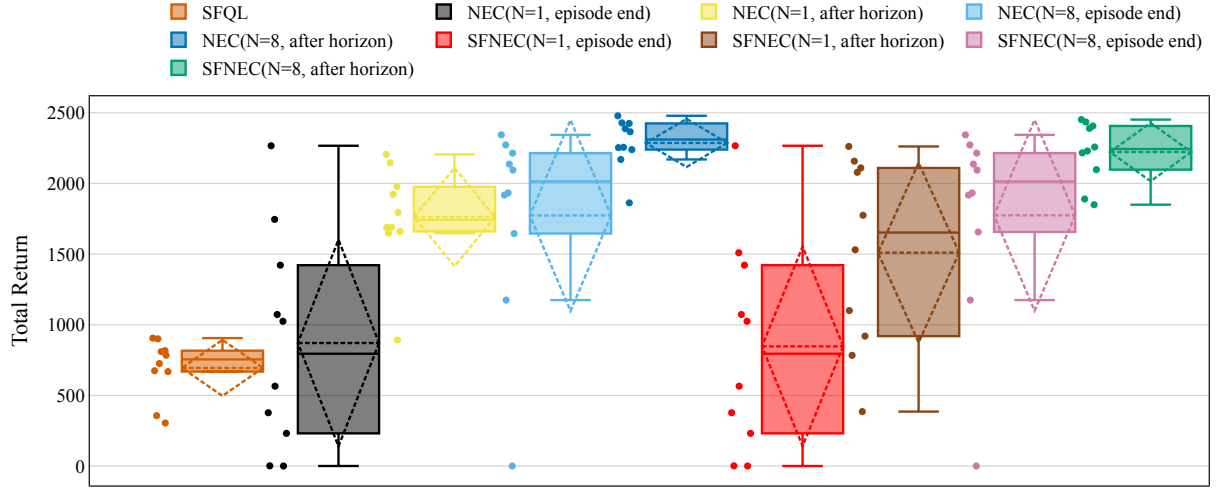 SFQL NEC(N=1, episode end) NEC(N=1, after horizon) NEC(N=8, episode end)
NEC(N=8, after horizon) SFNEC(N=1, episode end) SFNEC(N=1, after horizon) SFNEC(N=8, episode end)
SFNEC(N=8, after horizon)
2500
2000
1500
1000
500
0
Total Return